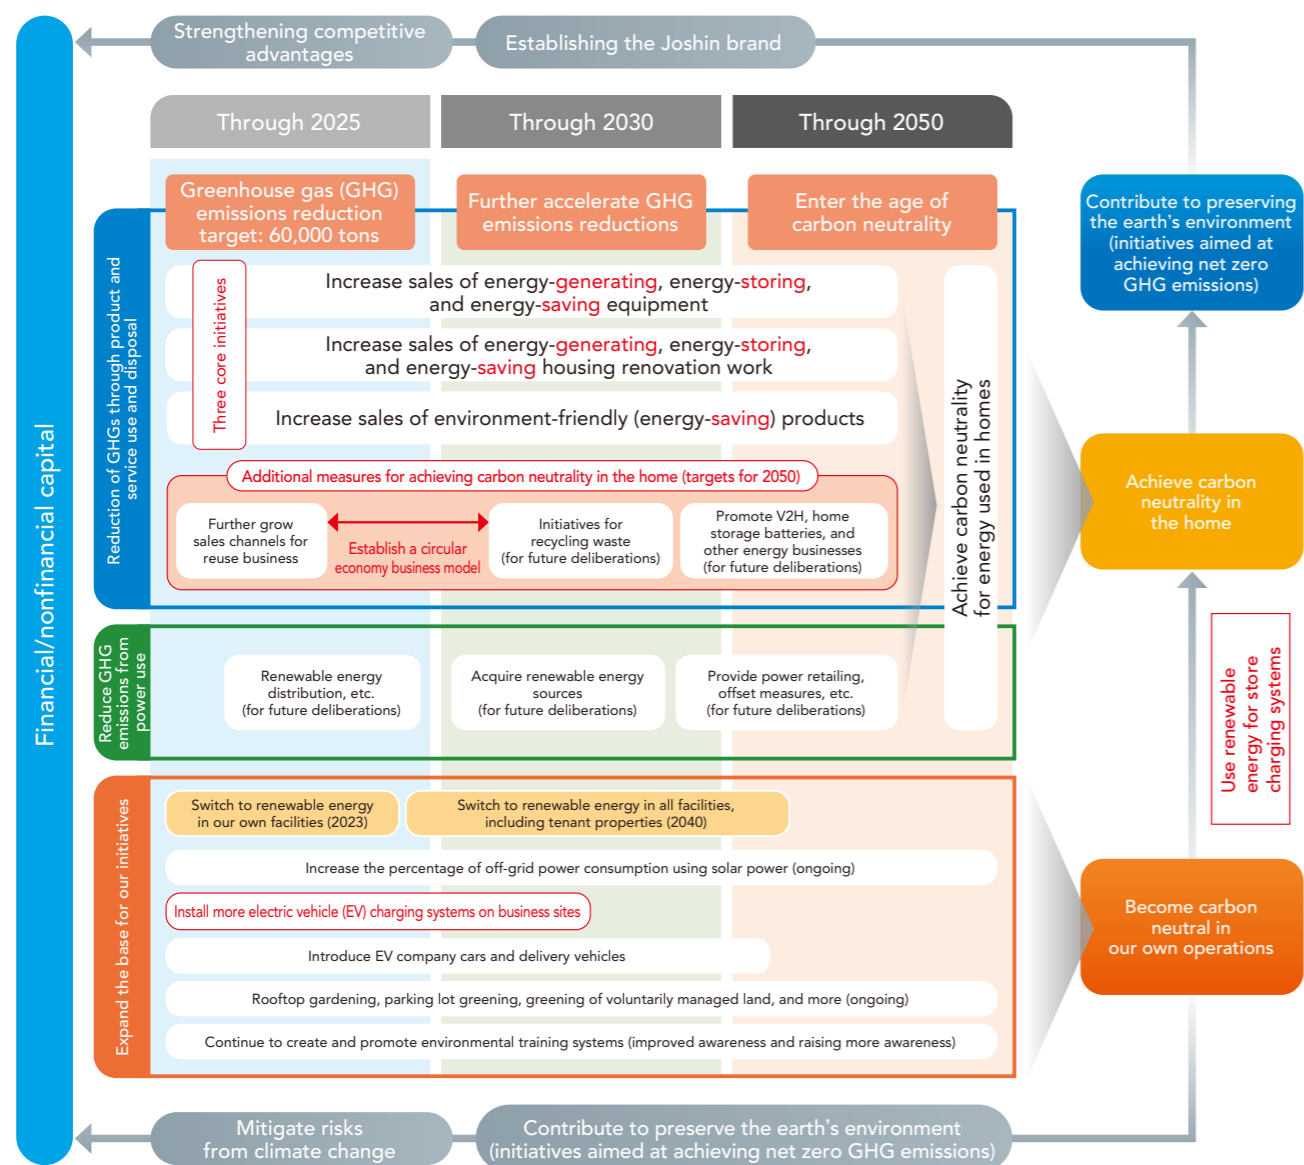 Strengthening competitive
advantages
Establishing the Joshin brand
Financial/nonfinancial capital
Through 2025
Through 2030
Through 2050
Greenhouse gas (GHG)
emissions reduction
target: 60,000 tons
Further accelerate GHG
emissions reductions
Enter the age of
carbon neutrality
Reduction of GHGs through product and
service use and disposal
Three core initiatives
Increase sales of energy-generating, energy-storing,
and energy-saving equipment
Increase sales of energy-generating, energy-storing,
and energy-saving housing renovation work
Increase sales of environment-friendly (energy-saving) products
Additional measures for achieving carbon neutrality in the home (targets for 2050)
Further grow
sales channels for
reuse business
Establish a circular
economy business model
Initiatives for
recycling waste
(for future deliberations)
Promote V2H, home
storage batteries, and
other energy businesses
(for future deliberations)
Achieve carbon neutrality
for energy used in homes
Reduce GHG
emissions from
power use
Renewable energy
distribution, etc.
(for future deliberations)
Acquire renewable energy
sources
(for future deliberations)
Provide power retailing,
offset measures, etc.
(for future deliberations)
Expand the base for our initiatives
Switch to renewable energy
in our own facilities (2023)
Switch to renewable energy in all facilities,
including tenant properties (2040)
Increase the percentage of off-grid power consumption using solar power (ongoing)
Install more electric vehicle (EV) charging systems on business sites
Introduce EV company cars and delivery vehicles
Rooftop gardening, parking lot greening, greening of voluntarily managed land, and more (ongoing)
Continue to create and promote environmental training systems (improved awareness and raising more awareness)
Contribute to preserving
the earth's environment
(initiatives aimed at
achieving net zero
GHG emissions)
Achieve carbon
neutrality in
the home
Use renewable
energy for store
charging systems
Become carbon
neutral in
our own operations
Mitigate risks
from climate change
Contribute to preserve the earth's environment
(initiatives aimed at achieving net zero GHG emissions)